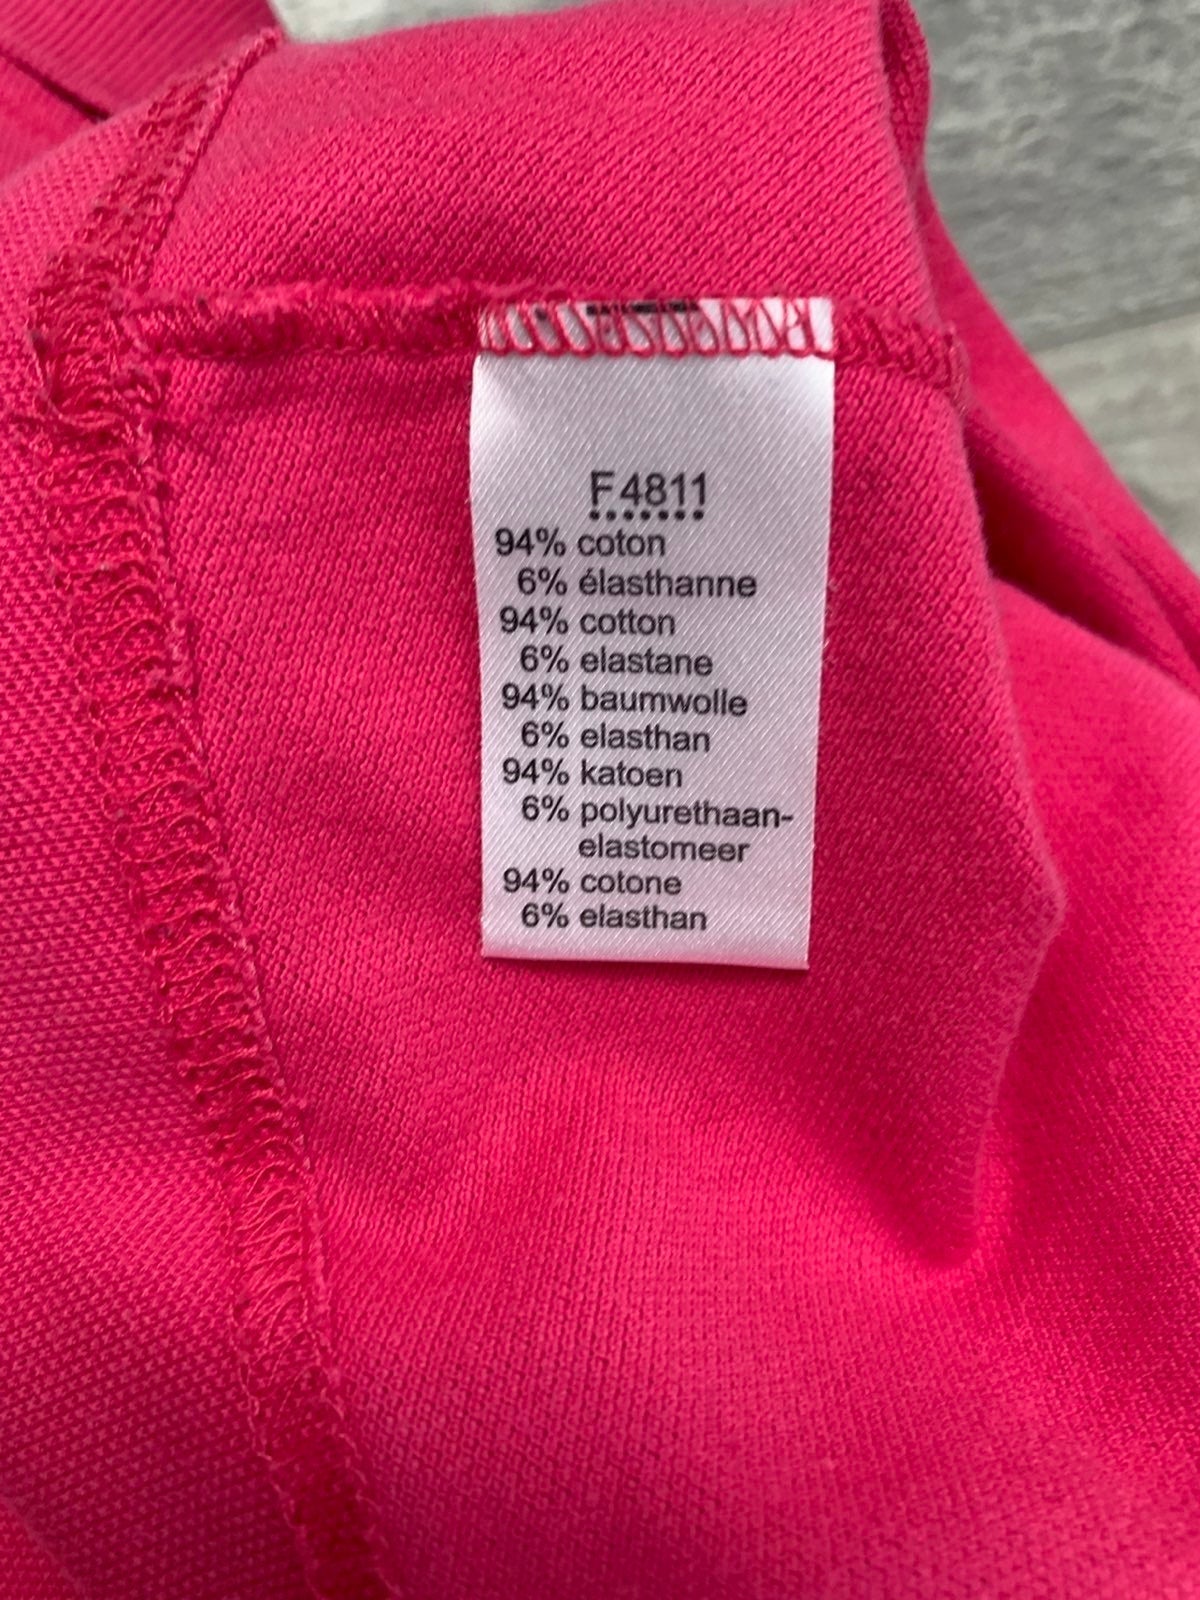 F4811
94% coton
6% élasthanne
94% cotton
6% elastane
94% baumwolle
6% elasthan
94% katoen
6% polyurethaan-
elastomeer
94% cotone
6% elasthan